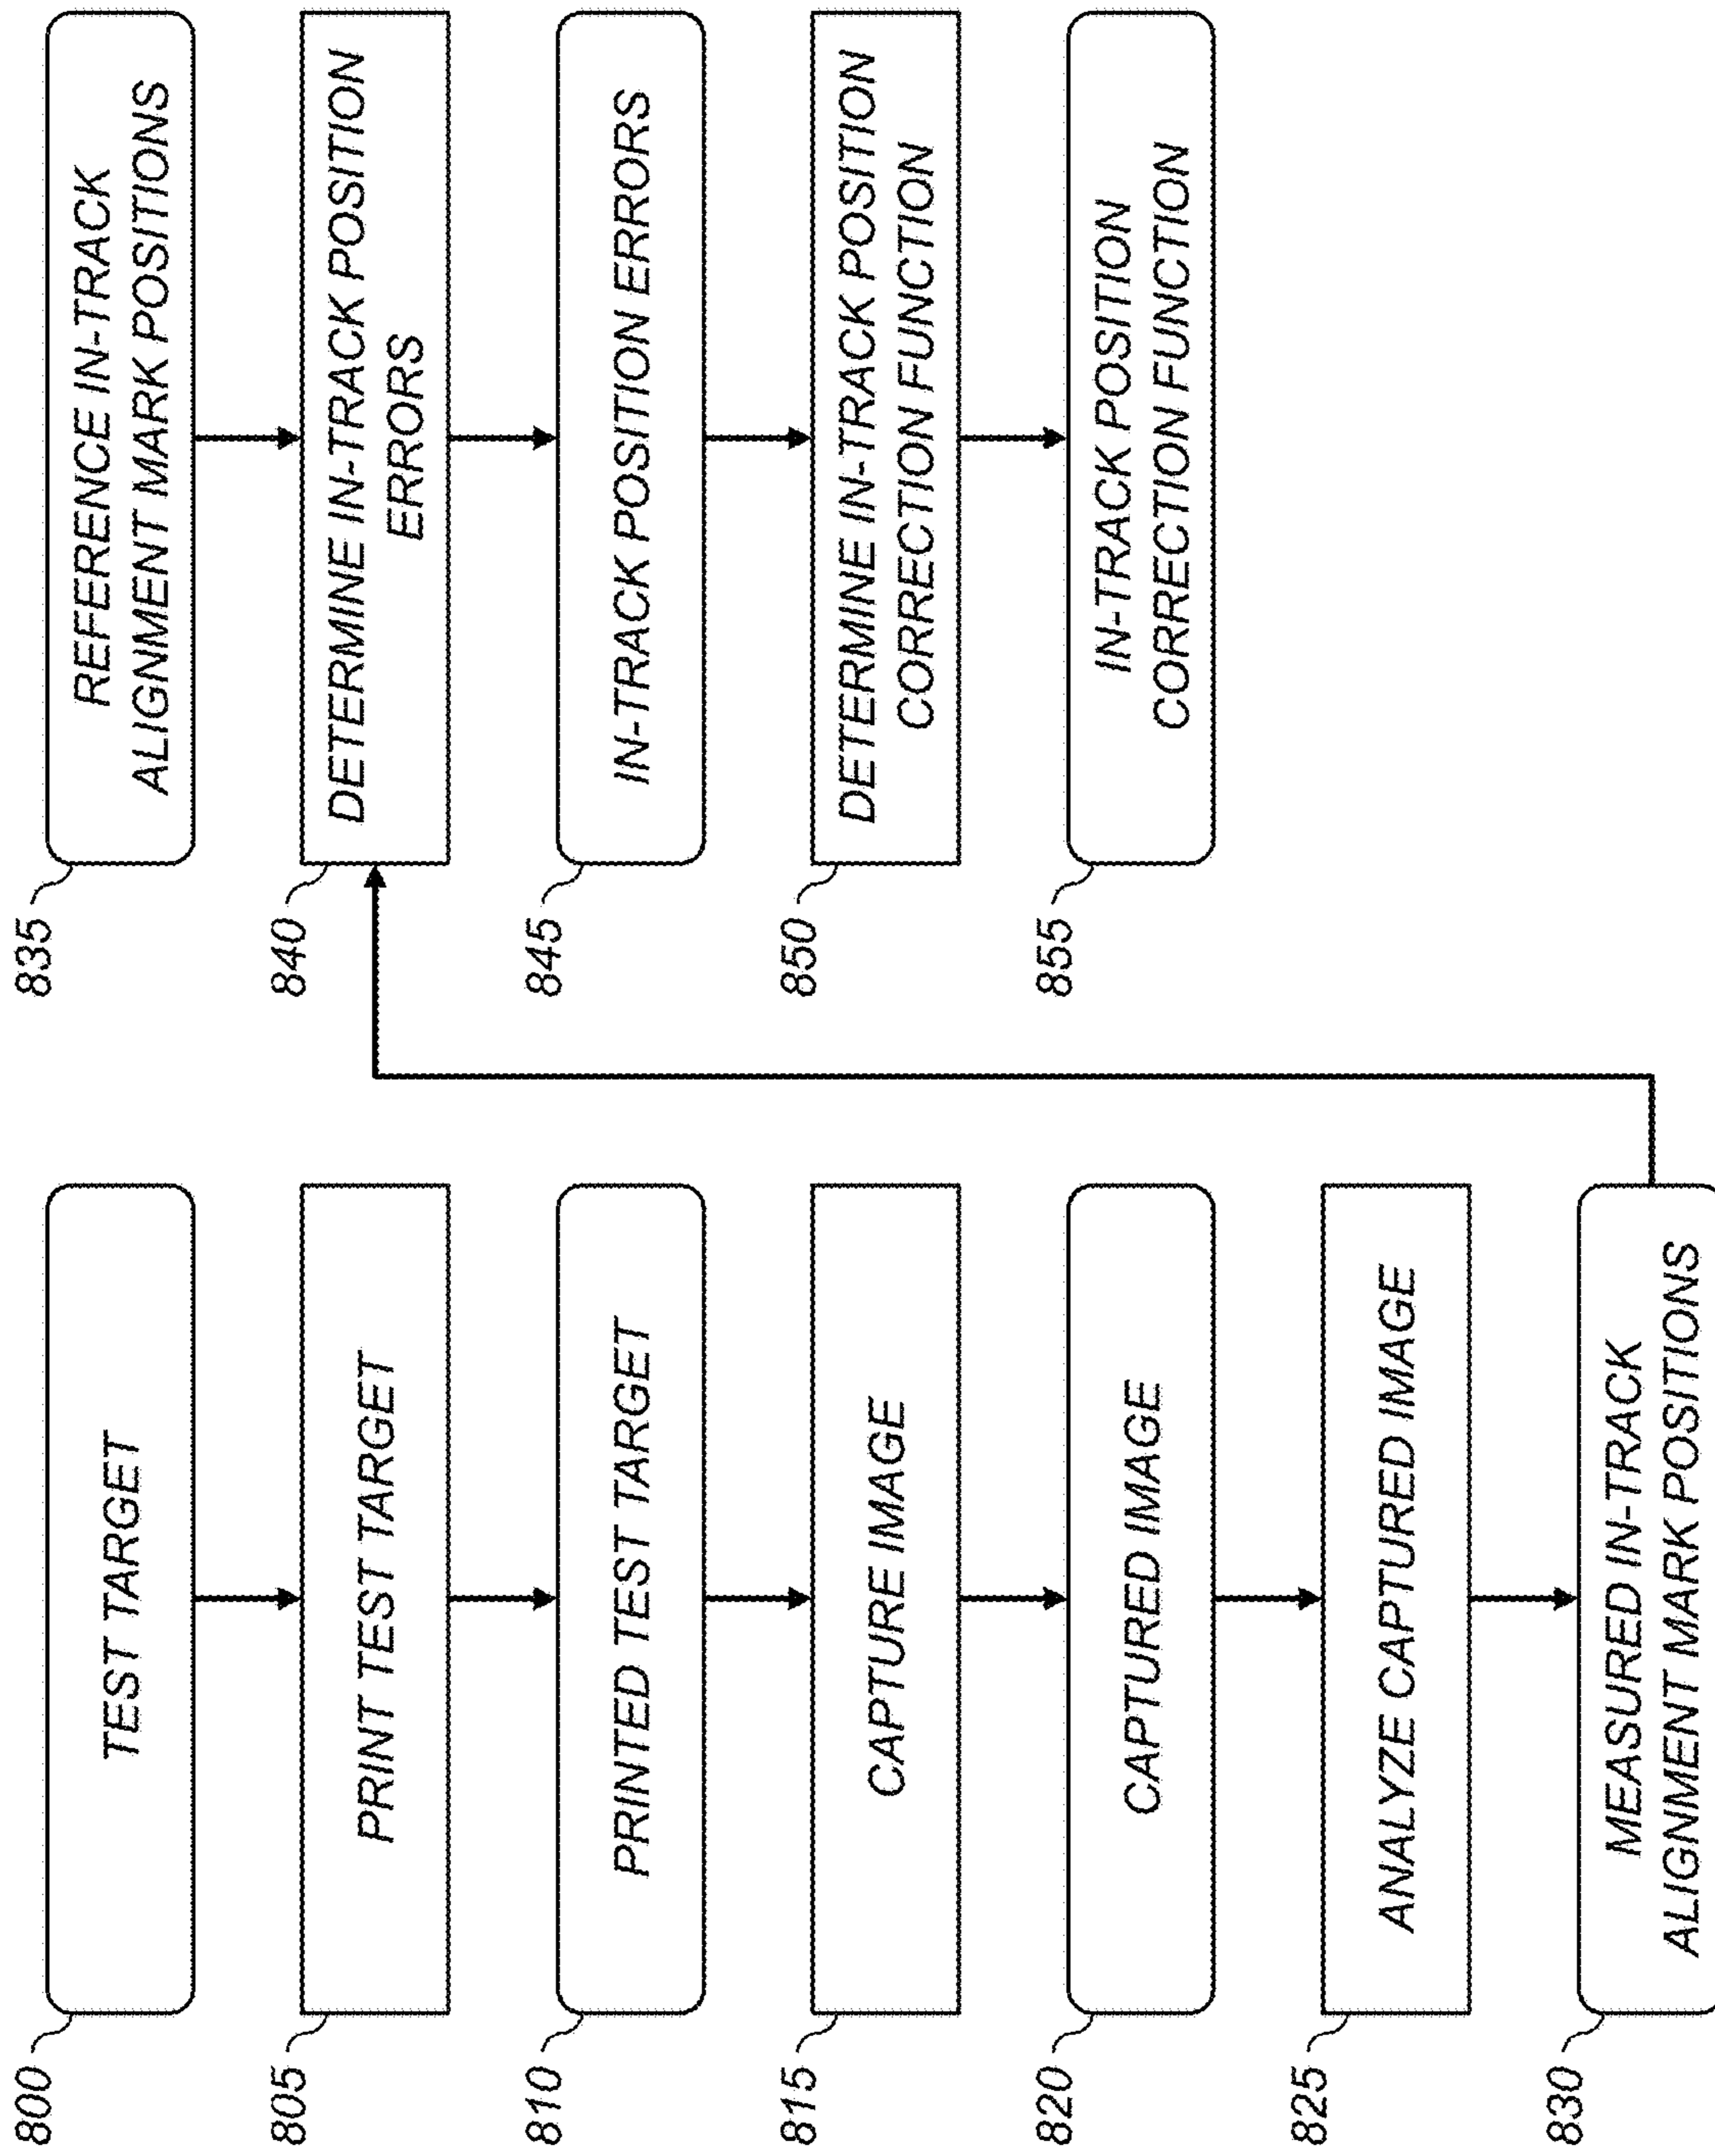 800
TEST TARGET
805
PRINT TEST TARGET
810
PRINTED TEST TARGET
815
CAPTURE IMAGE
820
CAPTURED IMAGE
825
ANALYZE CAPTURED IMAGE
830
MEASURED IN-TRACK
ALIGNMENT MARK POSITIONS
835
REFERENCE IN-TRACK
ALIGNMENT MARK POSITIONS
840
DETERMINE IN-TRACK POSITION
ERRORS
845
IN-TRACK POSITION ERRORS
850
DETERMINE IN-TRACK POSITION
CORRECTION FUNCTION
855
IN-TRACK POSITION
CORRECTION FUNCTION